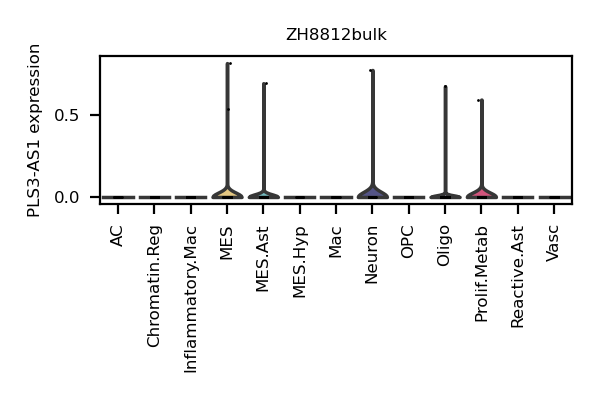 ZH8812bulk
PLS3-AS1 expression
0.5
0.0
AC
Chromatin.Reg
Inflammatory.Mac
MES
MES.Ast
MES.Hyp
Mac
Neuron
OPC
Oligo
Prolif.Metab
Reactive.Ast
Vasc